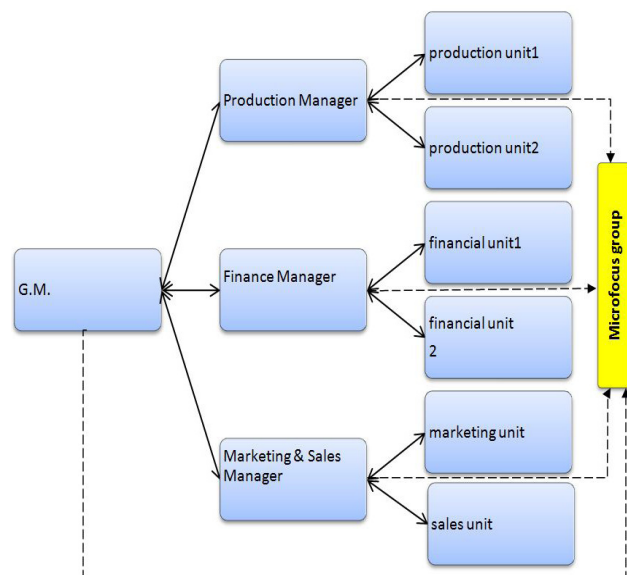 G.M.
Production Manager
production unit1
production unit2
Finance Manager
financial unit1
financial unit
2
Marketing & Sales
Manager
marketing unit
sales unit
Microfocus group